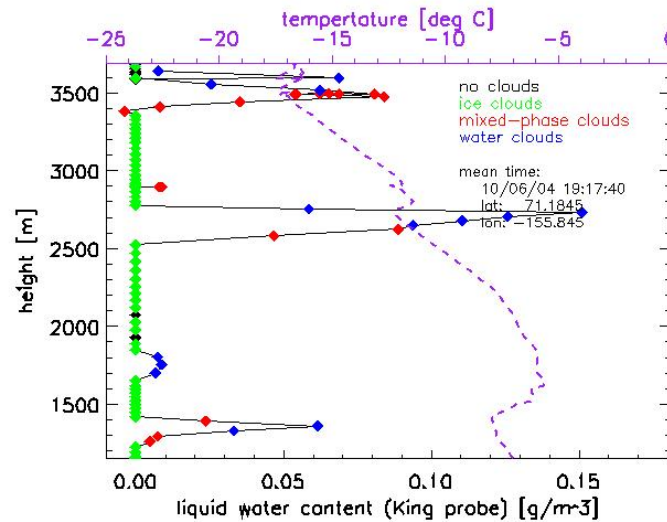 tempertature [deg C]
-25 -20 -15 -10 -5
no clouds
ice clouds
mixed-phase clouds
water clouds
mean time:
10/06/04 19:17:40
lat: 71.1845
lon: -155.845
height [m]
3500
3000
2500
2000
1500
0.00 0.05 0.10 0.15
liquid water content (King probe) [g/m3]